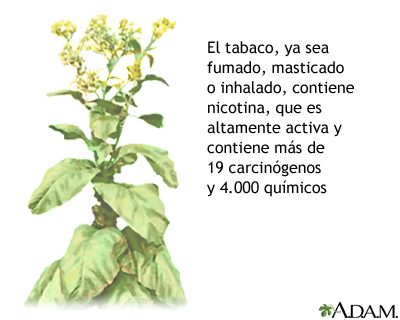 El tabaco, ya sea
fumado, masticado
o inhalado, contiene
nicotina, que es
altamente activa y
contiene más de
19 carcinógenos
y 4.000 químicos
ADAM.